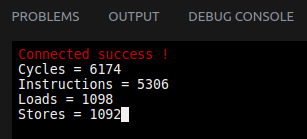 PROBLEMS OUTPUT DEBUG CONSOLE
Connected success !
Cycles = 6174
Instructions = 5306
Loads = 1098
Stores = 1092